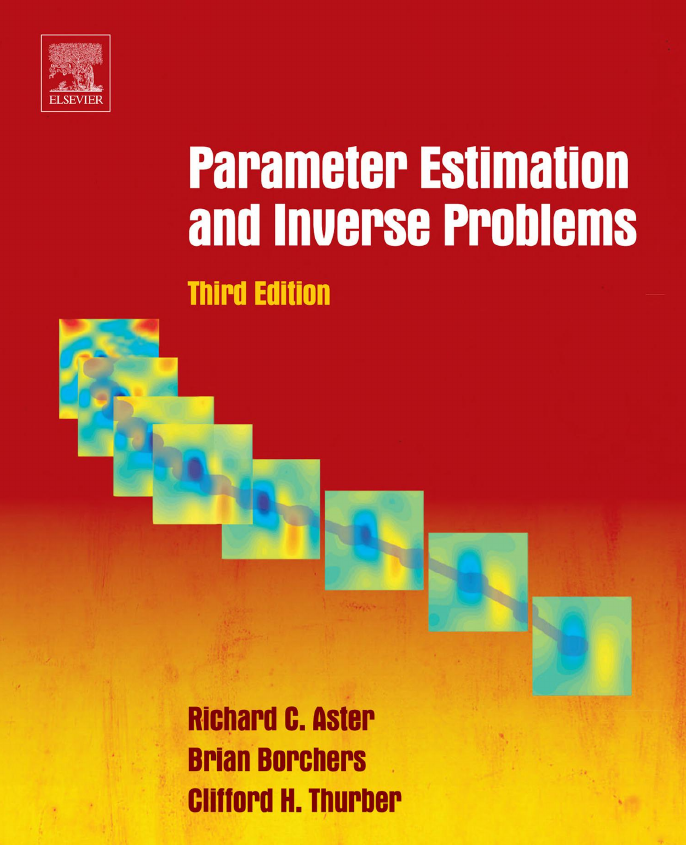 ELSEVIER
Parameter Estimation
and Inverse Problems
Third Edition
Richard C. Aster
Brian Borchers
Clifford H. Thurber